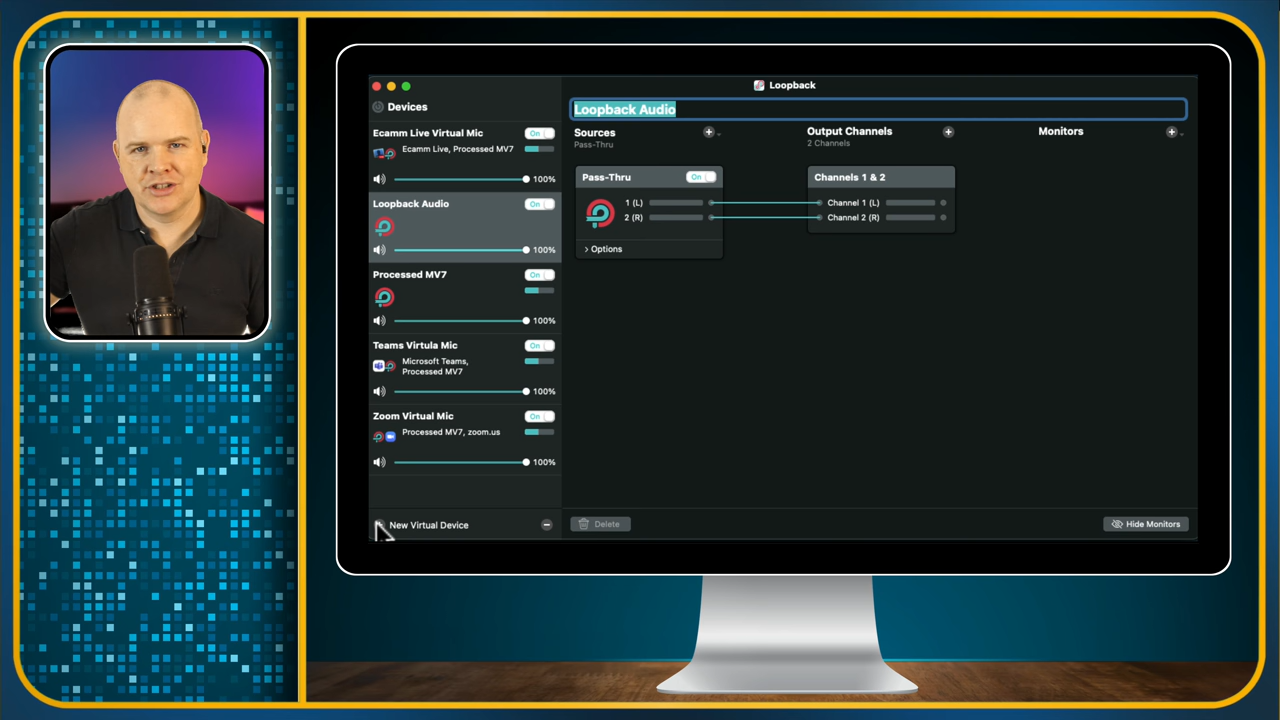 Loopback
Devices
Loopback Audio
Ecamm Live Virtual Mic
On
Ecamm Live, Processed MV7
100%
Loopback Audio
On
100%
Processed MV7
On
100%
Teams Virtula Mic
On
Microsoft Teams,
Processed MV7
100%
Zoom Virtual Mic
On
Processed MV7, zoom.us
100%
New Virtual Device
Sources
Pass-Thru
Pass-Thru
On
1 (L)
2 (R)
Options
Output Channels
2 Channels
Channels 1 & 2
Channel 1 (L)
Channel 2 (R)
Monitors
Delete
Hide Monitors